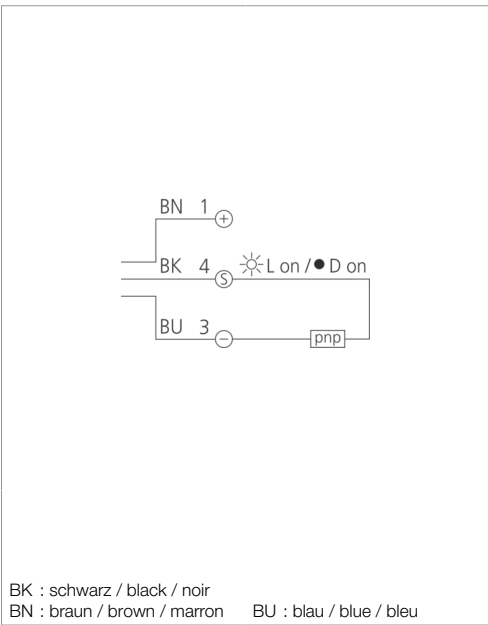 BN 1 +
BK 4 S L on / ● D on
BU 3 −
pnp
BK : schwarz / black / noir
BN : braun / brown / marron BU : blau / blue / bleu